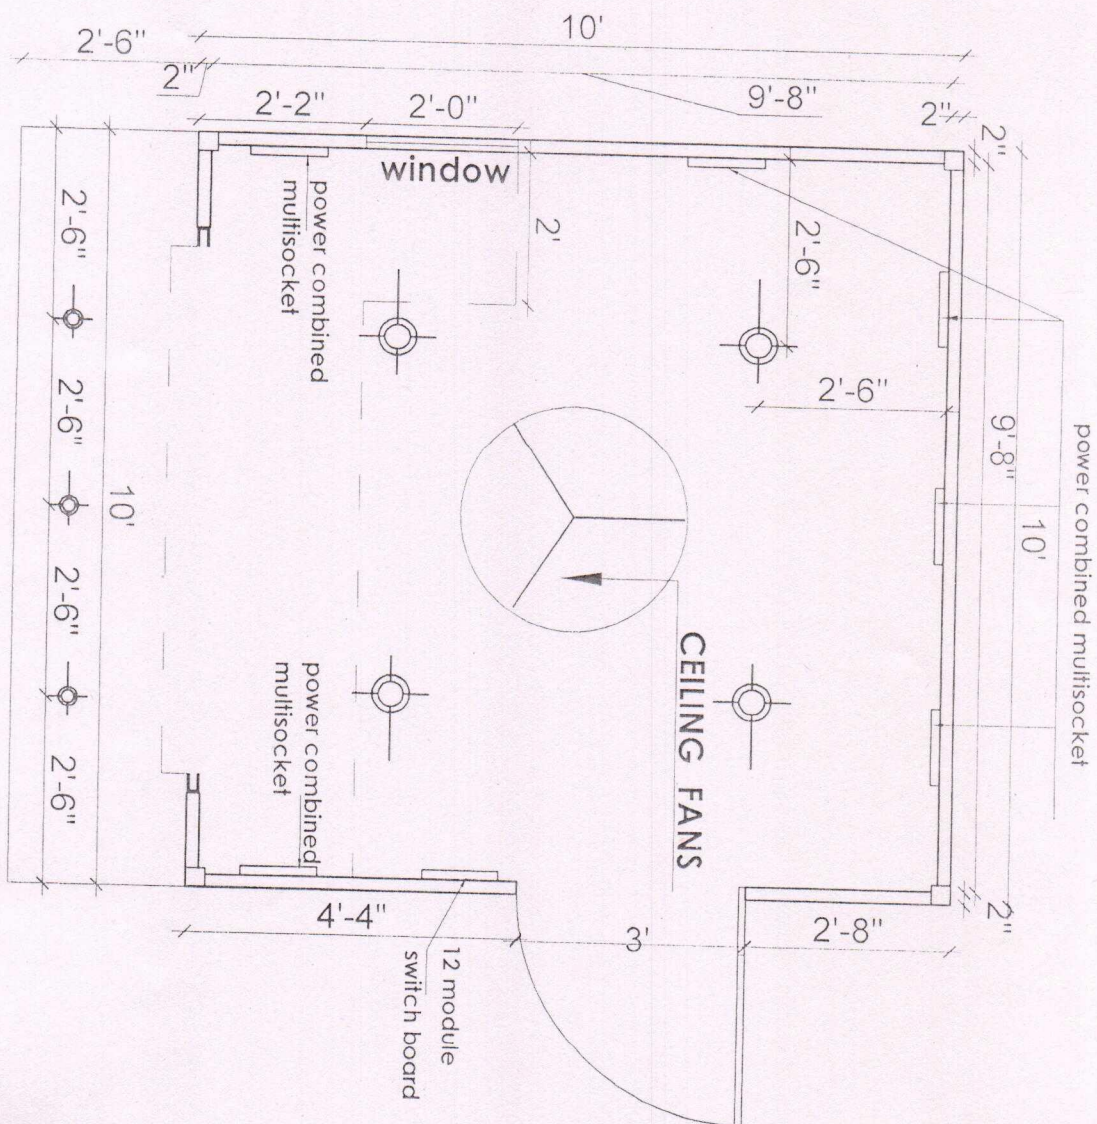 10'
2'-6"
2"
9'-8"
2"
2'-2"
2'-0"
window
2"
power combined
multisocket
2'
2'-6"
2'-6"
9'-8"
10'
power combined multisocket
2'-6"
2'-6"
2'-6"
2'-6"
10'
CEILING FANS
power combined
multisocket
4'-4"
3'
2'-8"
2"
12 module
switch board